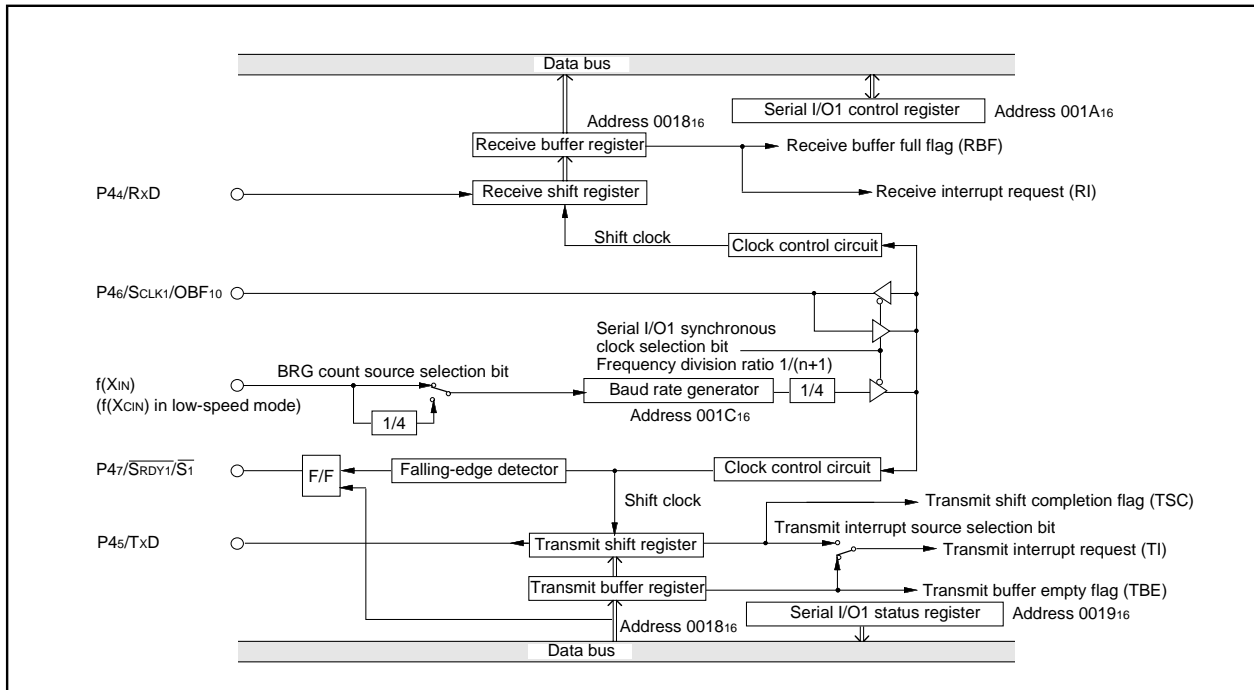 Data bus
Serial I/O1 control register
Address 001A16
Address 001816
Receive buffer register
Receive buffer full flag (RBF)
P44/RXD
Receive shift register
Receive interrupt request (RI)
Shift clock
Clock control circuit
P46/SCLK1/OBF10
Serial I/O1 synchronous
clock selection bit
Frequency division ratio 1/(n+1)
BRG count source selection bit
f(XIN)
(f(XCIN) in low-speed mode)
Baud rate generator
1/4
1/4
Address 001C16
P47/SRDY1/S1
F/F
Falling-edge detector
Clock control circuit
Shift clock
Transmit shift completion flag (TSC)
Transmit interrupt source selection bit
P45/TXD
Transmit shift register
Transmit interrupt request (TI)
Transmit buffer register
Transmit buffer empty flag (TBE)
Address 001816
Serial I/O1 status register
Address 001916
Data bus